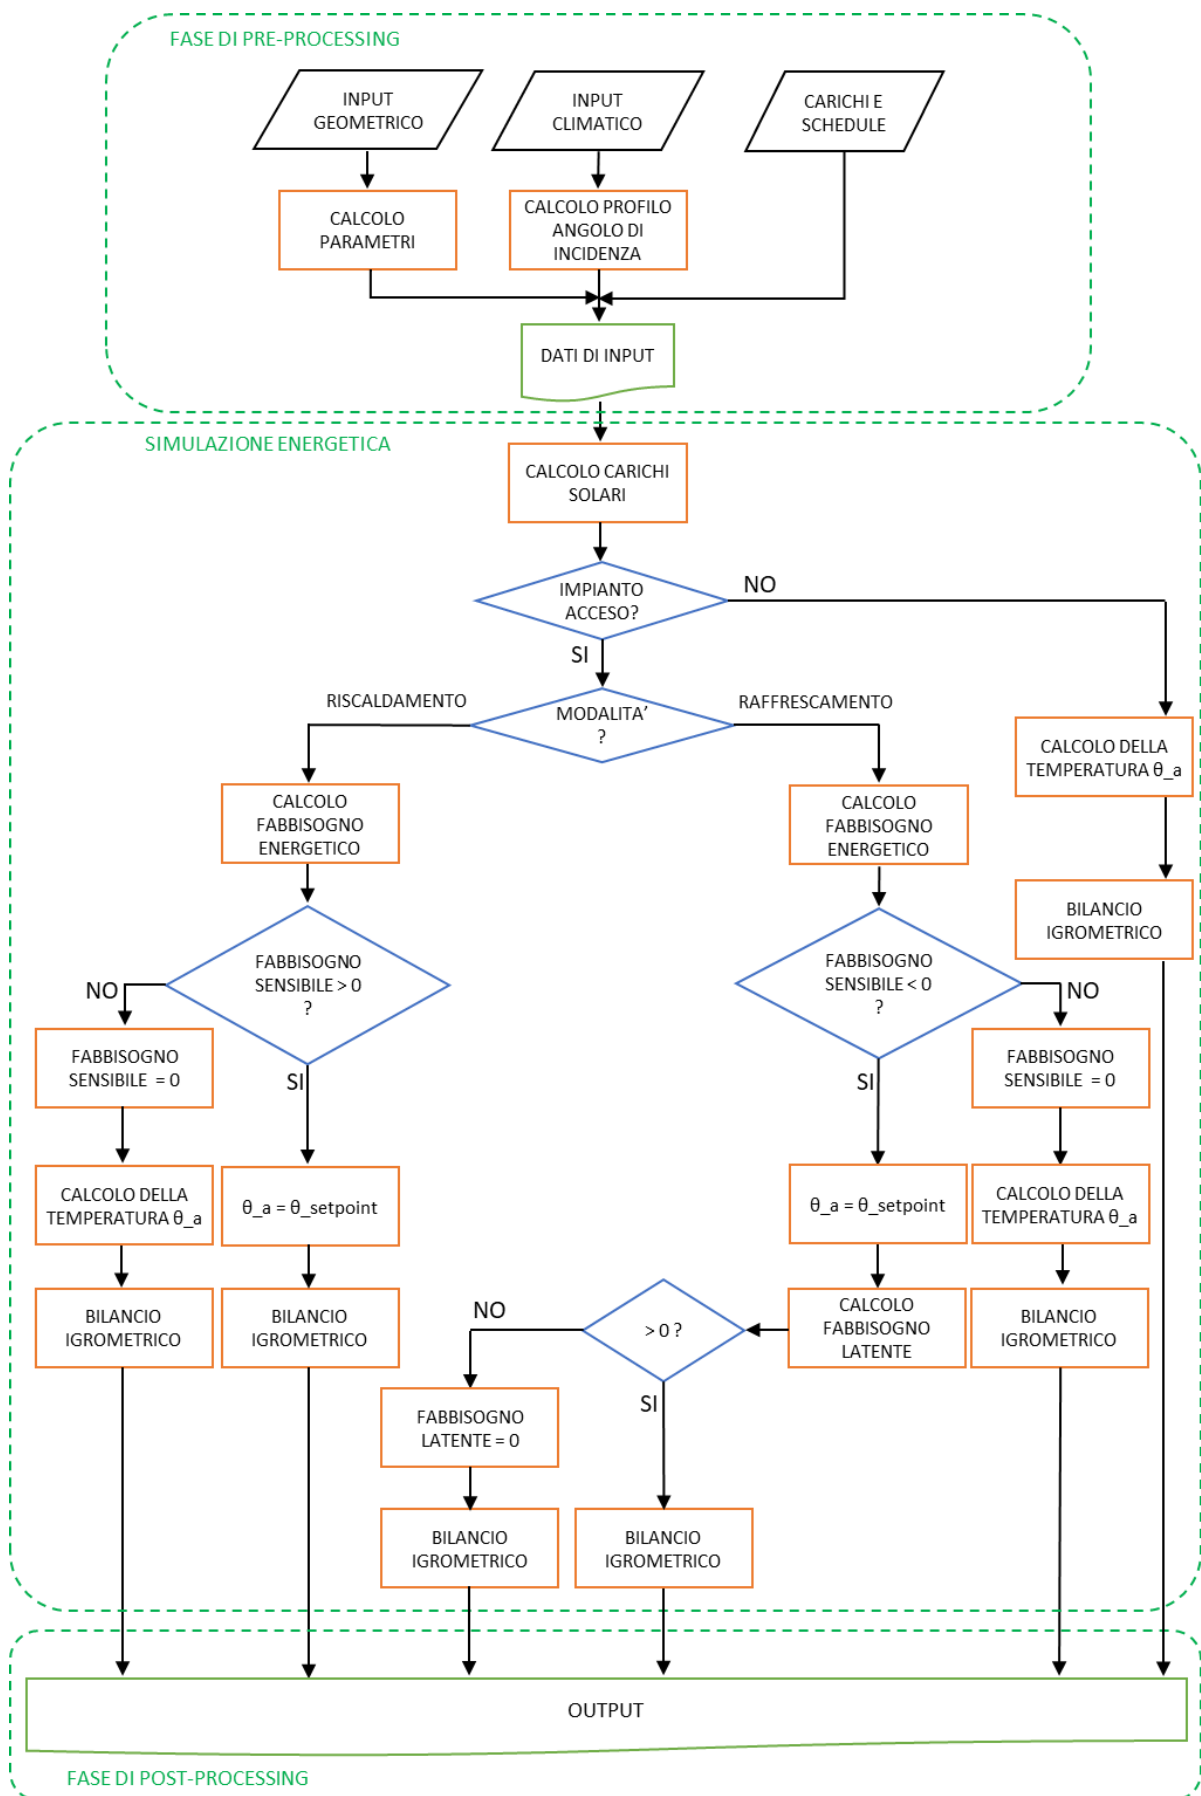 FASE DI PRE-PROCESSING
INPUT
GEOMETRICO
INPUT
CLIMATICO
CARICHI E
SCHEDULE
CALCOLO
PARAMETRI
CALCOLO PROFILO
ANGOLO DI
INCIDENZA
DATI DI INPUT
SIMULAZIONE ENERGETICA
CALCOLO CARICHI
SOLARI
IMPIANTO
ACCESO?
NO
SI
RISCALDAMENTO
MODALITA’
?
RAFFRESCAMENTO
CALCOLO DELLA
TEMPERATURA θ_a
CALCOLO
FABBISOGNO
ENERGETICO
CALCOLO
FABBISOGNO
ENERGETICO
BILANCIO
IGROMETRICO
FABBISOGNO
SENSIBILE > 0
?
FABBISOGNO
SENSIBILE < 0
?
NO
NO
FABBISOGNO
SENSIBILE = 0
SI
SI
FABBISOGNO
SENSIBILE = 0
CALCOLO DELLA
TEMPERATURA θ_a
θ_a = θ_setpoint
θ_a = θ_setpoint
CALCOLO DELLA
TEMPERATURA θ_a
BILANCIO
IGROMETRICO
BILANCIO
IGROMETRICO
NO
> 0 ?
CALCOLO
FABBISOGNO
LATENTE
BILANCIO
IGROMETRICO
SI
FABBISOGNO
LATENTE = 0
BILANCIO
IGROMETRICO
BILANCIO
IGROMETRICO
OUTPUT
FASE DI POST-PROCESSING